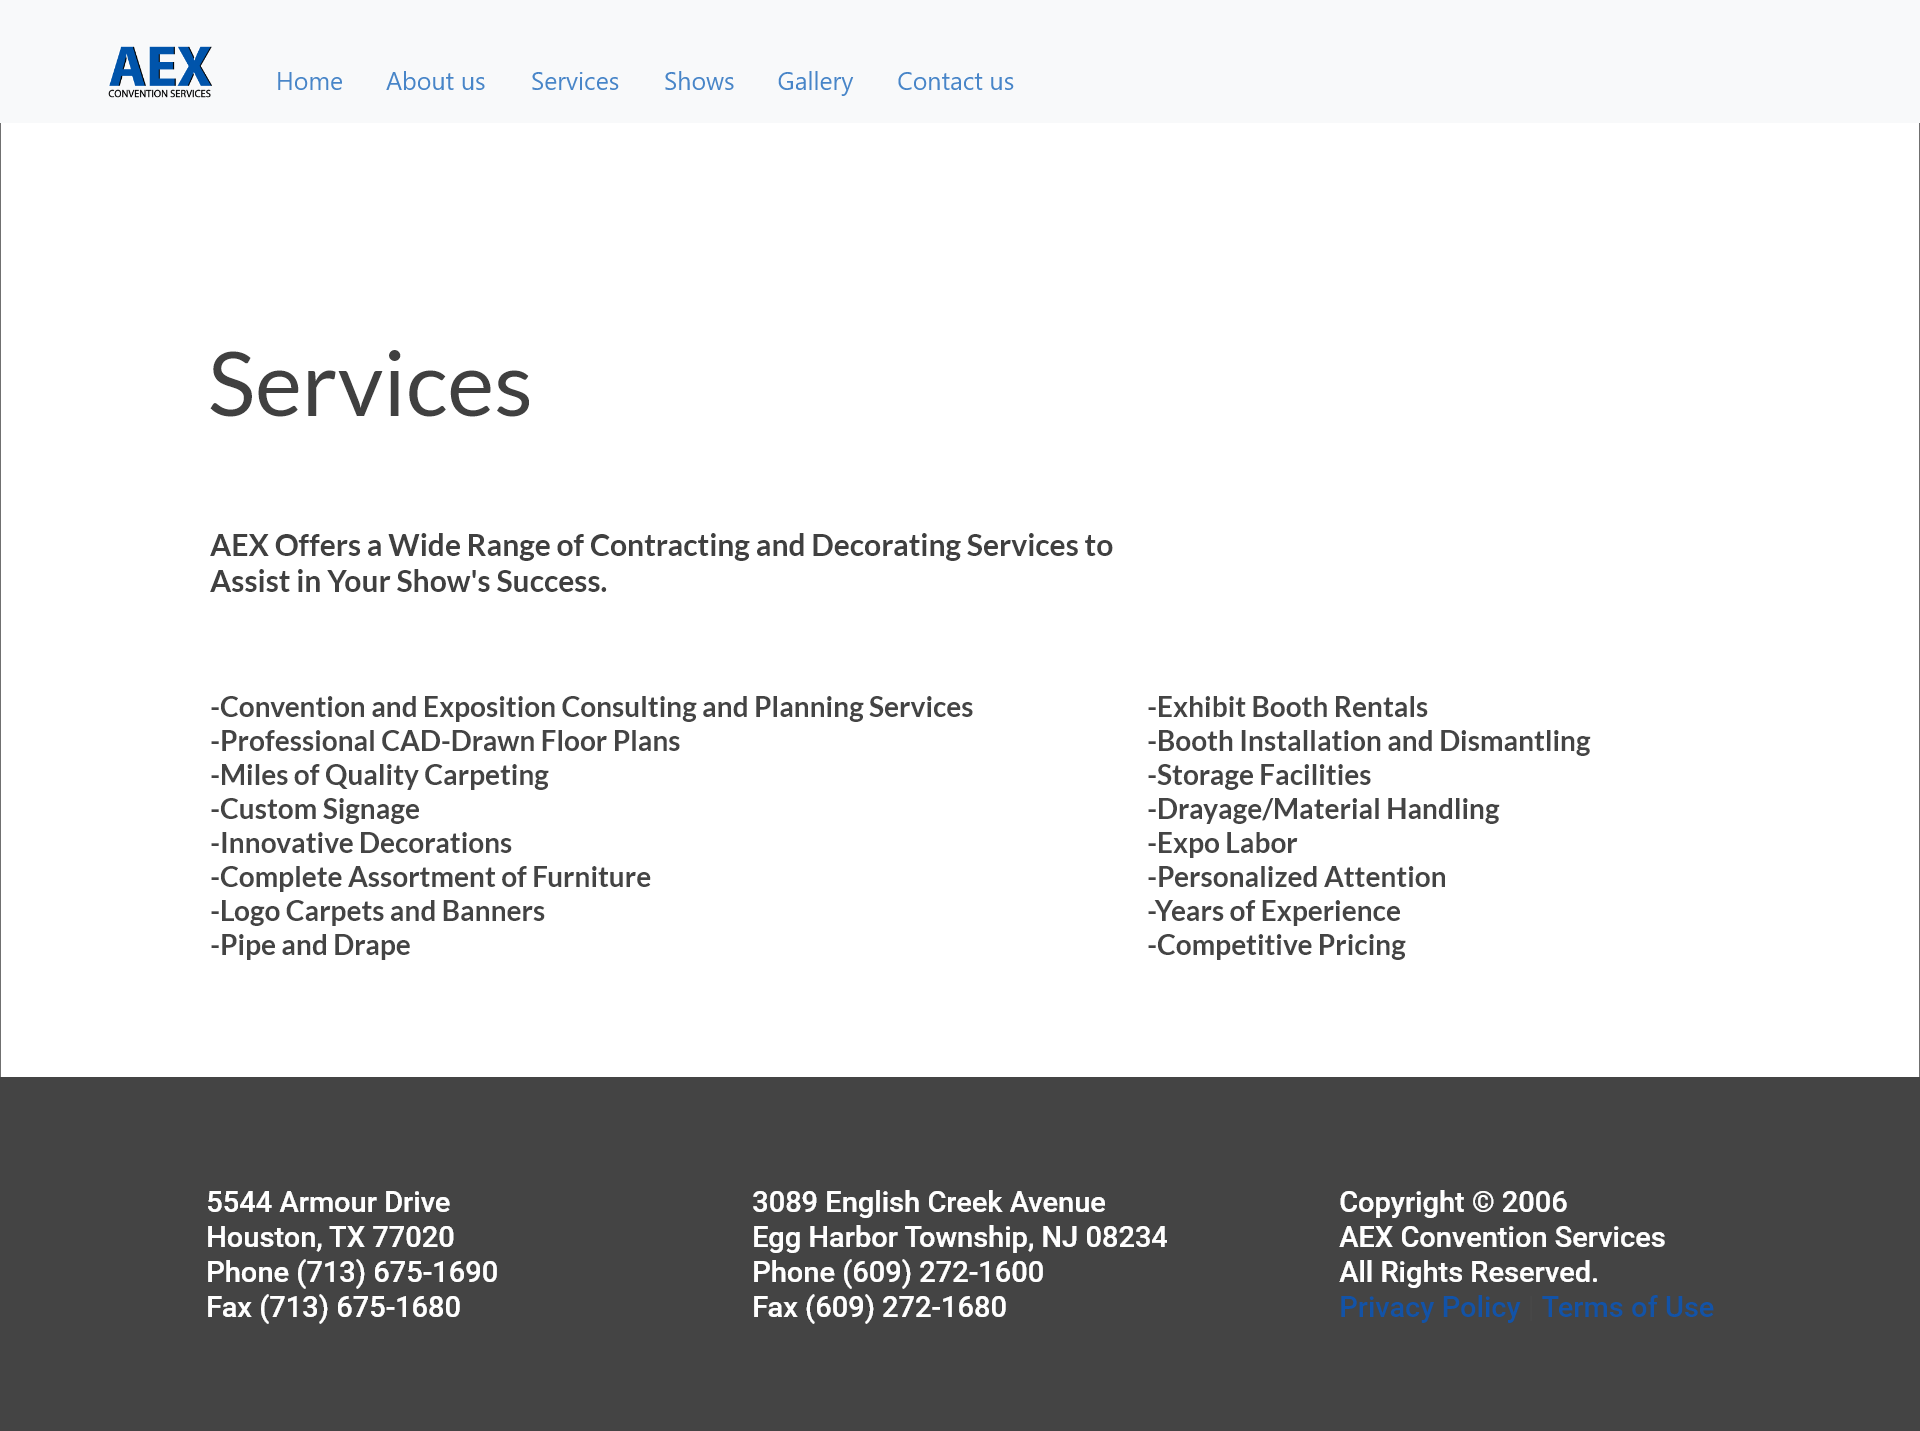 AEX
CONVENTION SERVICES
Home About us Services Shows Gallery Contact us
Services
AEX Offers a Wide Range of Contracting and Decorating Services to
Assist in Your Show's Success.
-Convention and Exposition Consulting and Planning Services
-Professional CAD-Drawn Floor Plans
-Miles of Quality Carpeting
-Custom Signage
-Innovative Decorations
-Complete Assortment of Furniture
-Logo Carpets and Banners
-Pipe and Drape
-Exhibit Booth Rentals
-Booth Installation and Dismantling
-Storage Facilities
-Drayage/Material Handling
-Expo Labor
-Personalized Attention
-Years of Experience
-Competitive Pricing
5544 Armour Drive
Houston, TX 77020
Phone (713) 675-1690
Fax (713) 675-1680
3089 English Creek Avenue
Egg Harbor Township, NJ 08234
Phone (609) 272-1600
Fax (609) 272-1680
Copyright © 2006
AEX Convention Services
All Rights Reserved.
Privacy Policy | Terms of Use